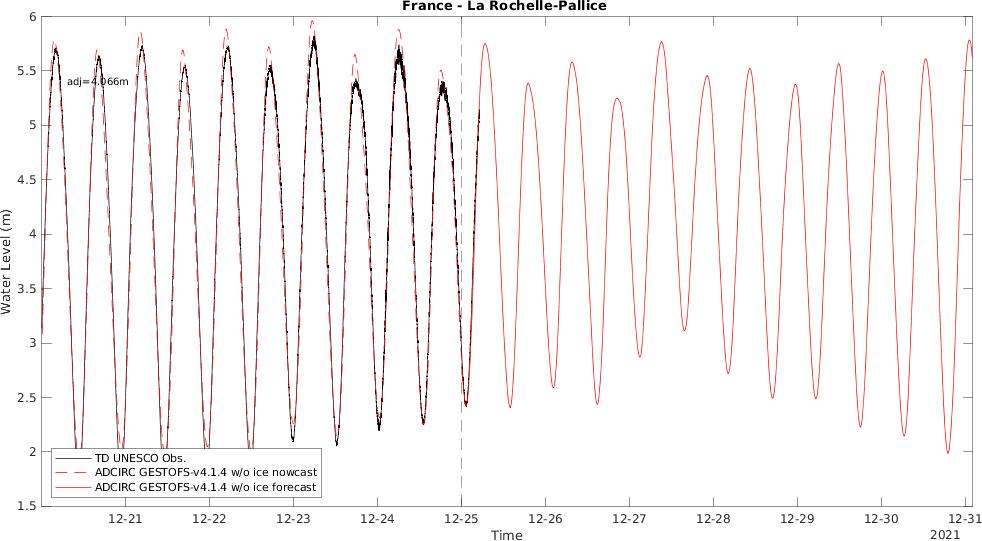 France - La Rochelle-Pallice
6
5.5
5
4.5
4
3.5
3
2.5
2
1.5
Water Level (m)
adj=4.066m
TD UNESCO Obs.
ADCIRC GESTOFS-v4.1.4 w/o ice nowcast
ADCIRC GESTOFS-v4.1.4 w/o ice forecast
12-21 12-22 12-23 12-24 12-25 12-26 12-27 12-28 12-29 12-30 12-31
Time
2021